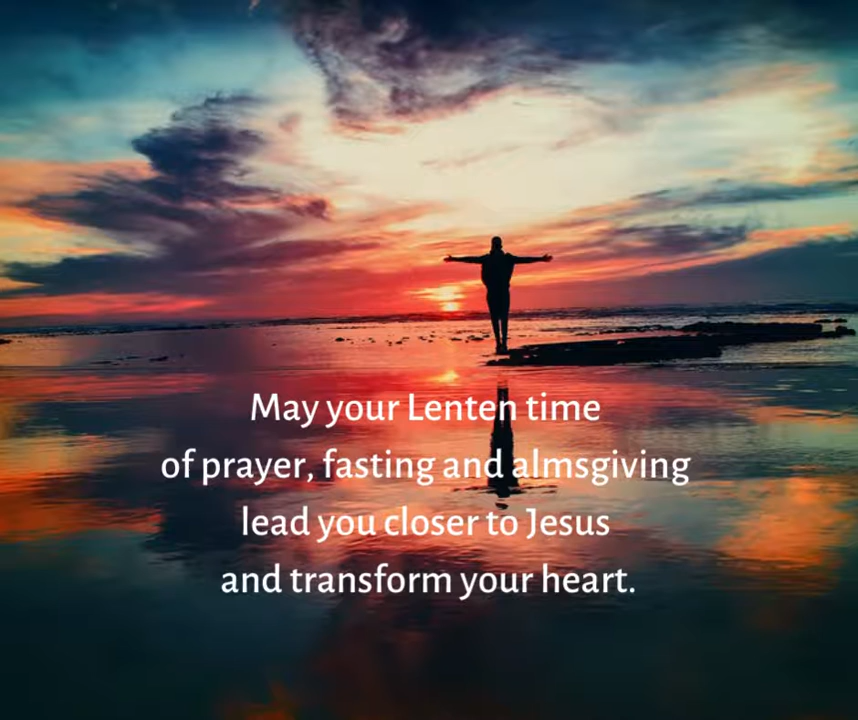 May your Lenten time
of prayer, fasting and almsgiving
lead you closer to Jesus
and transform your heart.